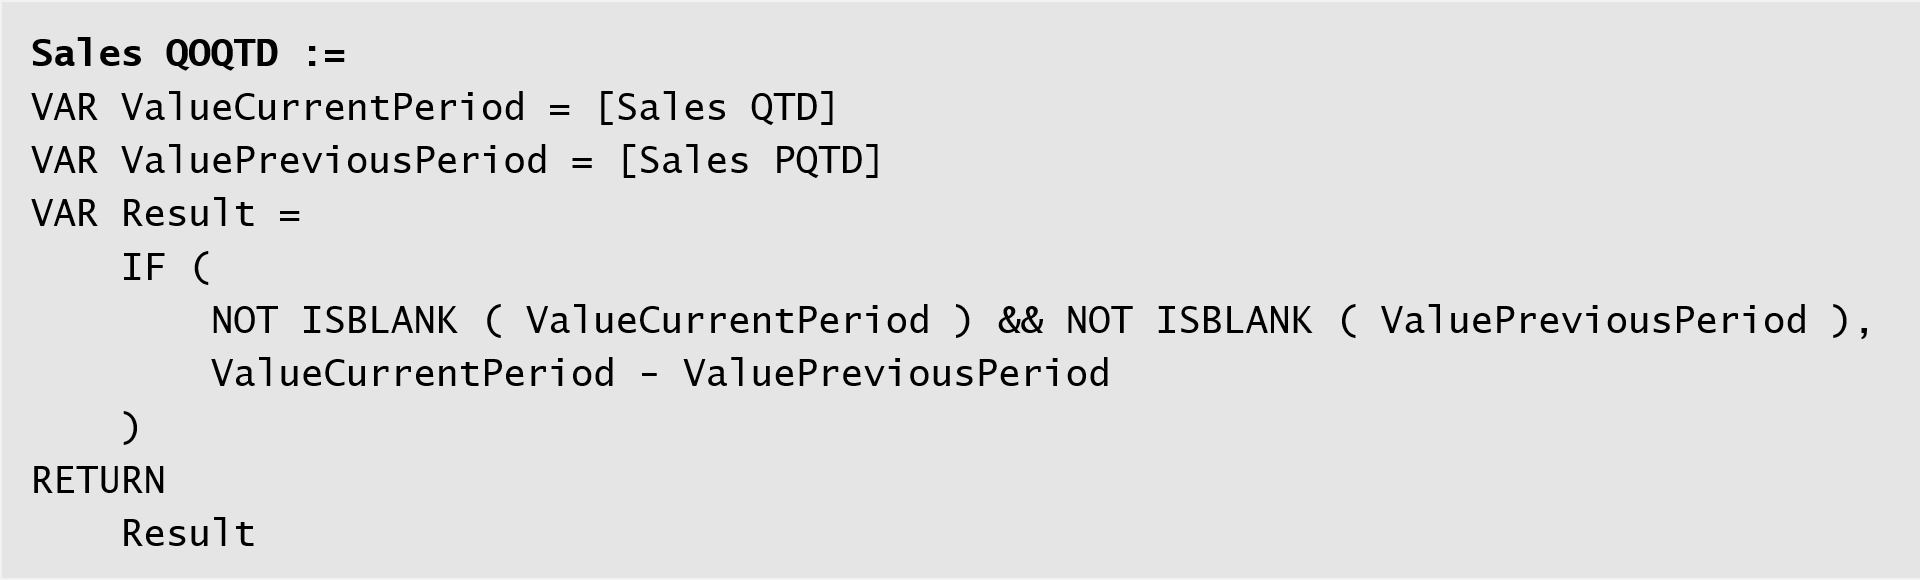 Sales QOQTD :=
VAR ValueCurrentPeriod = [Sales QTD]
VAR ValuePreviousPeriod = [Sales PQTD]
VAR Result =
    IF (
        NOT ISBLANK ( ValueCurrentPeriod ) && NOT ISBLANK ( ValuePreviousPeriod ),
        ValueCurrentPeriod - ValuePreviousPeriod
    )
RETURN
    Result